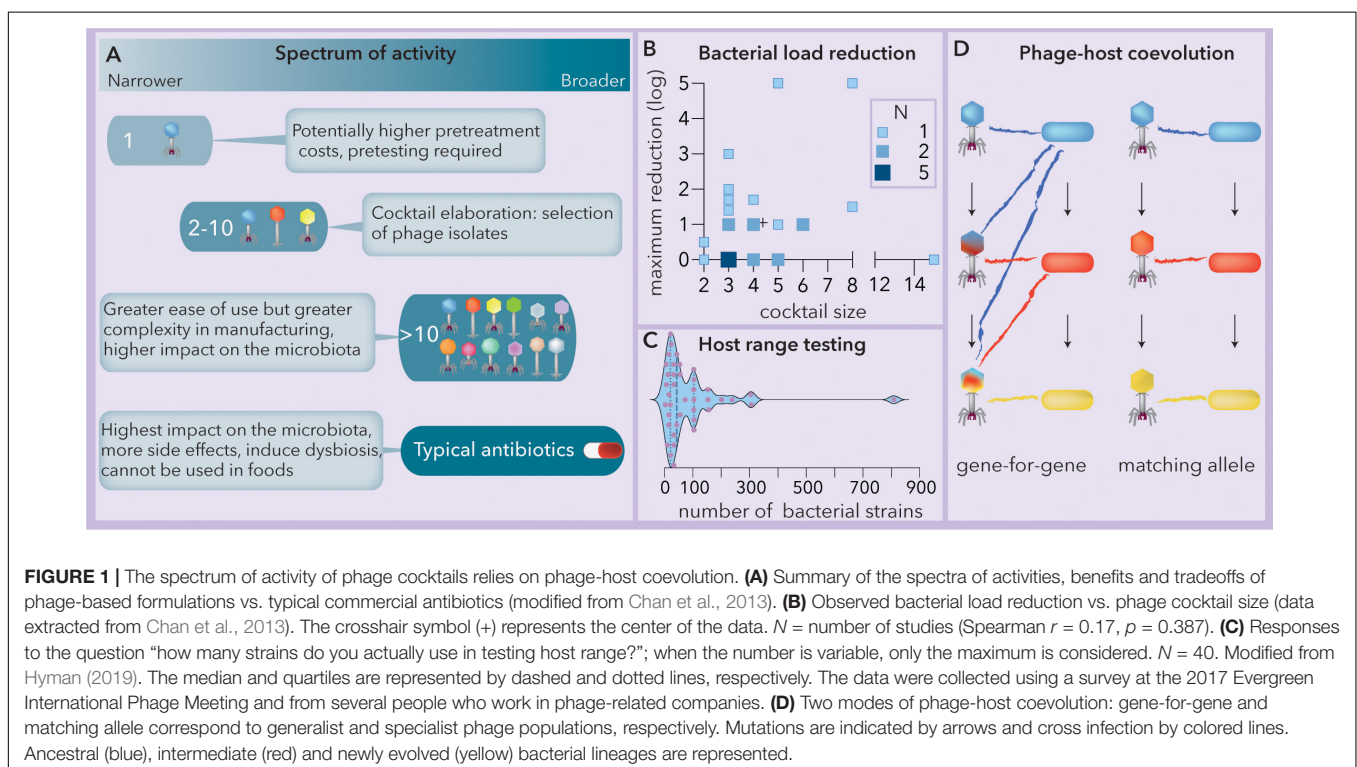 A
Spectrum of activity
Narrower
Broader
1
Potentially higher pretreatment
costs, pretesting required
2-10
Cocktail elaboration: selection
of phage isolates
Greater ease of use but greater
complexity in manufacturing,
higher impact on the microbiota
>10
Highest impact on the microbiota,
more side effects, induce dysbiosis,
cannot be used in foods
Typical antibiotics
B
Bacterial load reduction
maximum reduction (log)
5
4
3
2
1
0
N
1
2
5
+
2 3 4 5 6 7 8 12 14
cocktail size
C
Host range testing
0 100 300 500 700 900
number of bacterial strains
D
Phage-host coevolution
gene-for-gene
matching allele
FIGURE 1 | The spectrum of activity of phage cocktails relies on phage-host coevolution. (A) Summary of the spectra of activities, benefits and tradeoffs of
phage-based formulations vs. typical commercial antibiotics (modified from Chan et al., 2013). (B) Observed bacterial load reduction vs. phage cocktail size (data
extracted from Chan et al., 2013). The crosshair symbol (+) represents the center of the data. N = number of studies (Spearman r = 0.17, p = 0.387). (C) Responses
to the question “how many strains do you actually use in testing host range?”; when the number is variable, only the maximum is considered. N = 40. Modified from
Hyman (2019). The median and quartiles are represented by dashed and dotted lines, respectively. The data were collected using a survey at the 2017 Evergreen
International Phage Meeting and from several people who work in phage-related companies. (D) Two modes of phage-host coevolution: gene-for-gene and
matching allele correspond to generalist and specialist phage populations, respectively. Mutations are indicated by arrows and cross infection by colored lines.
Ancestral (blue), intermediate (red) and newly evolved (yellow) bacterial lineages are represented.